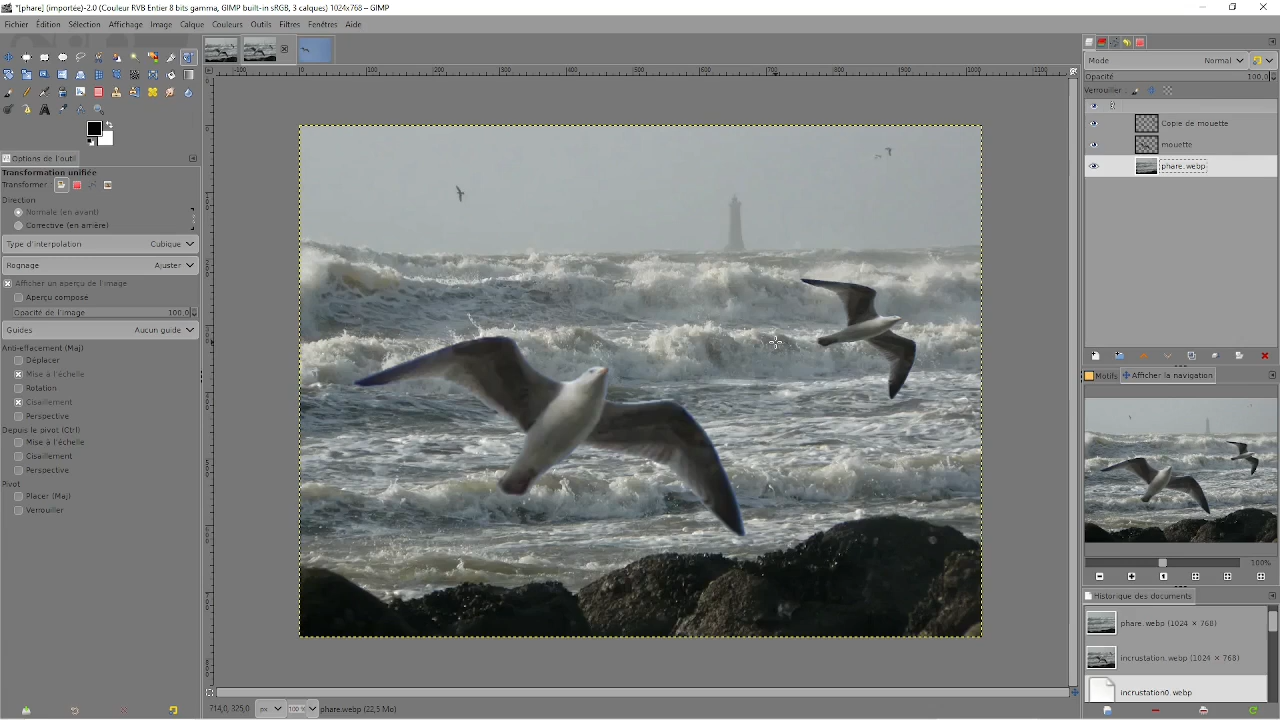 *[phare] (importée)-2.0 (Couleur RVB Entier 8 bits gamma, GIMP built-in sRGB, 3 calques) 1024x768 – GIMP
Fichier Édition Sélection Affichage Image Calque Couleurs Outils Filtres Fenêtres Aide
Options de l'outil
Transformation unifiée
Transformer :
Direction
Normale (en avant)
Corrective (en arrière)
Type d'interpolation Cubique
Rognage Ajuster
Afficher un aperçu de l'image
Aperçu composé
Opacité de l'image 100,0
Guides Aucun guide
Anti-effacement (Maj)
Déplacer
Mise à l'échelle
Rotation
Cisaillement
Perspective
Depuis le pivot (Ctrl)
Mise à l'échelle
Cisaillement
Perspective
Pivot
Placer (Maj)
Verrouiller
-100 0 100 200 300 400 500 600 700 800 900 1000 1100
714,0, 325,0 px 100 % phare.webp (22,5 Mo)
Mode Normal
Opacité 100,0
Verrouiller :
Copie de mouette
mouette
phare.webp
Motifs Afficher la navigation
100%
Historique des documents
phare.webp (1024 × 768)
incrustation.webp (1024 × 768)
incrustation0.webp